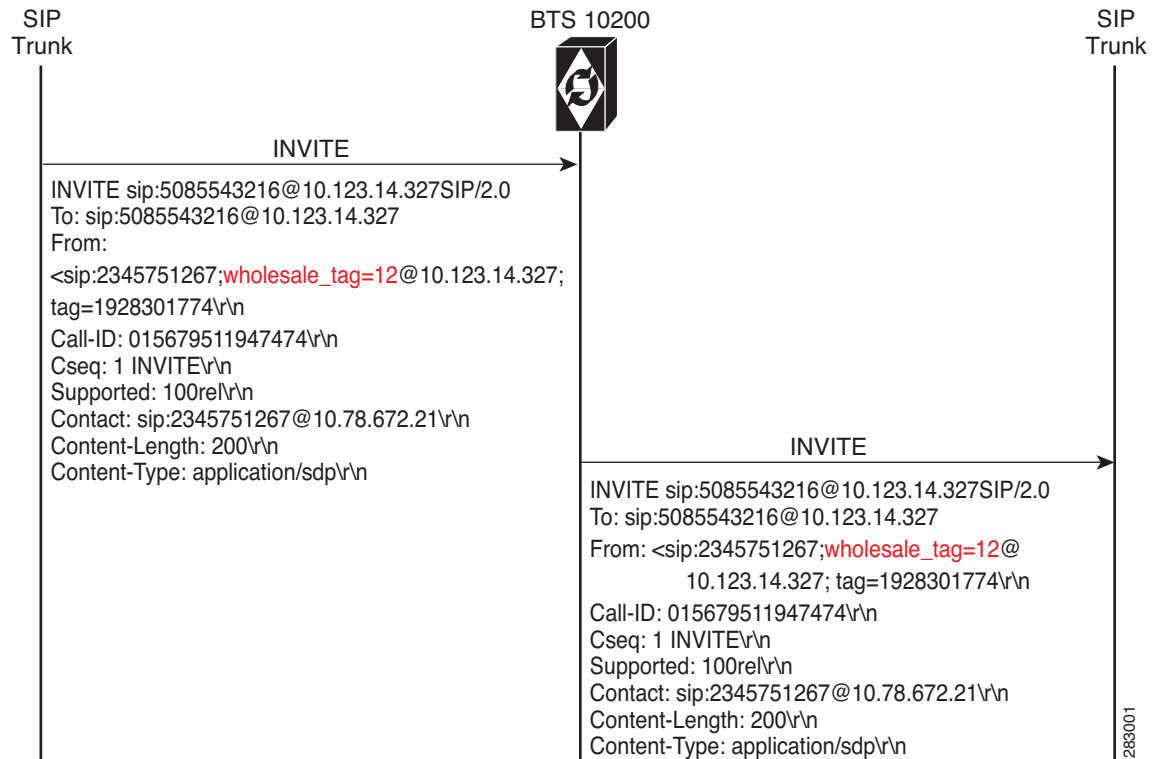 SIP
Trunk
BTS 10200
SIP
Trunk
INVITE
INVITE sip:5085543216@10.123.14.327SIP/2.0
To: sip:5085543216@10.123.14.327
From:
<sip:2345751267;wholesale_tag=12@10.123.14.327;
tag=1928301774\r\n
Call-ID: 015679511947474\r\n
Cseq: 1 INVITE\r\n
Supported: 100rel\r\n
Contact: sip:2345751267@10.78.672.21\r\n
Content-Length: 200\r\n
Content-Type: application/sdp\r\n
INVITE
INVITE sip:5085543216@10.123.14.327SIP/2.0
To: sip:5085543216@10.123.14.327
From: <sip:2345751267;wholesale_tag=12@
10.123.14.327; tag=1928301774\r\n
Call-ID: 015679511947474\r\n
Cseq: 1 INVITE\r\n
Supported: 100rel\r\n
Contact: sip:2345751267@10.78.672.21\r\n
Content-Length: 200\r\n
Content-Type: application/sdp\r\n
283001